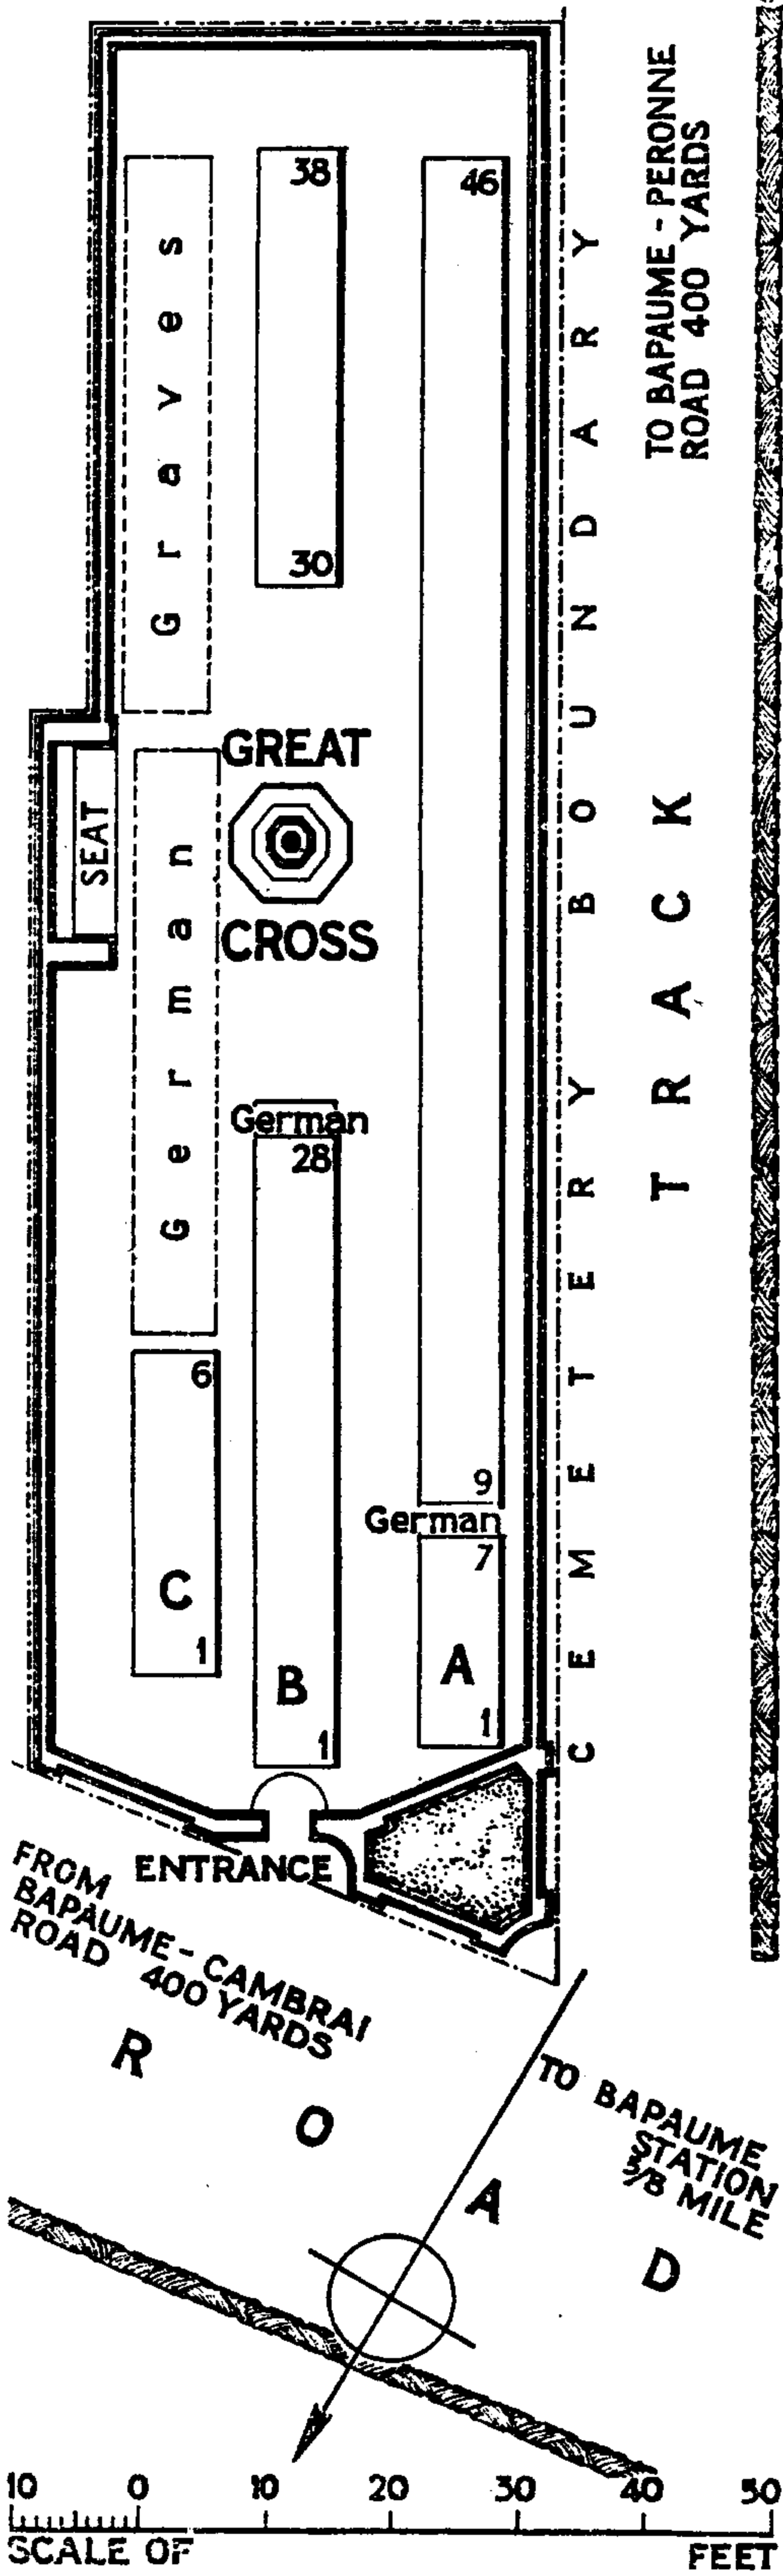 38
46
TO BAPAUME - PERONNE
ROAD 400 YARDS
German Graves
30
GREAT
CROSS
SEAT
CEMETERY BOUNDARY
TRACK
German
28
6
9
German
7
C
1
B
1
A
1
ENTRANCE
FROM
BAPAUME - CAMBRAI
ROAD 400 YARDS
ROAD
TO BAPAUME
STATION
3/8 MILE
10 0 10 20 30 40 50
SCALE OF FEET